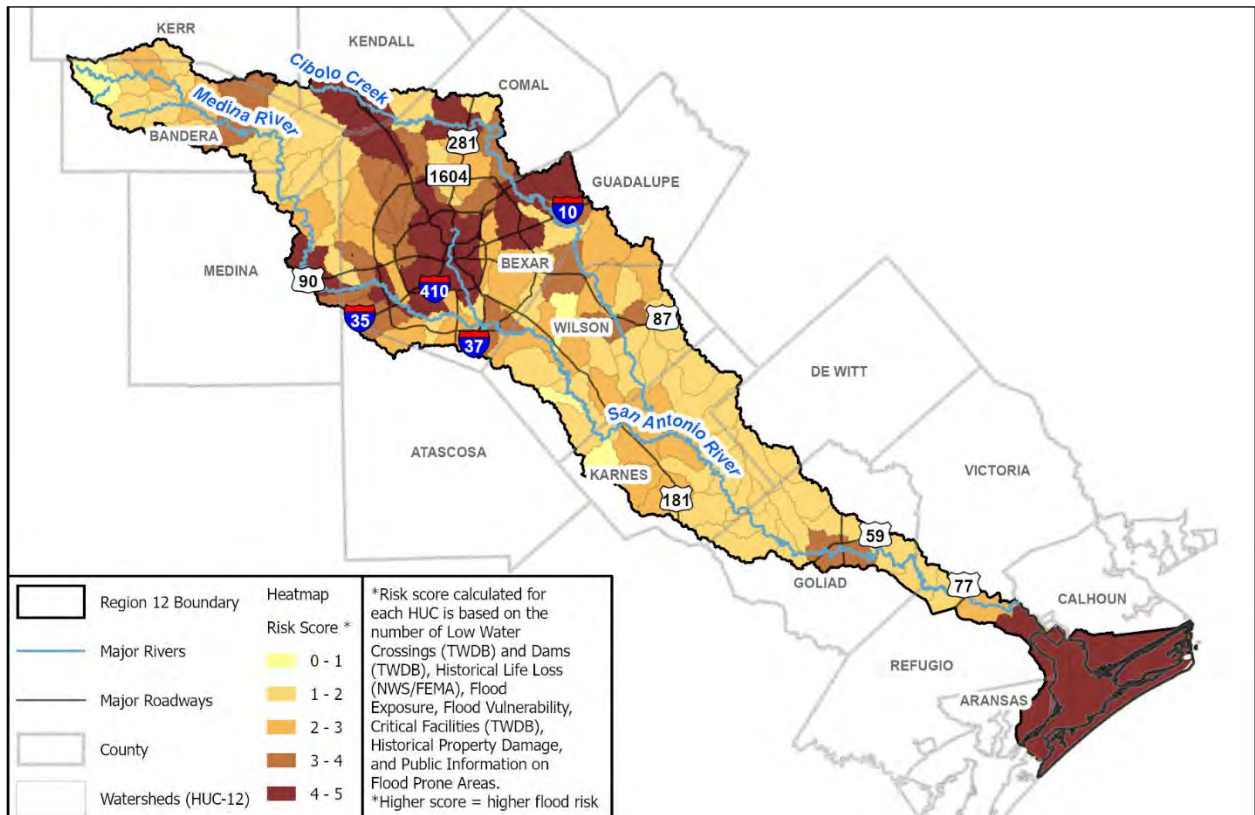 KERR
KENDALL
COMAL
Cibolo Creek
Medina River
BANDERA
281
1604
GUADALUPE
10
MEDINA
90
BEXAR
410
35
37
WILSON
87
DE WITT
San Antonio River
ATASCOSA
KARNES
181
VICTORIA
59
GOLIAD
77
CALHOUN
REFUGIO
ARANSAS
Region 12 Boundary
Major Rivers
Major Roadways
County
Watersheds (HUC-12)
Heatmap
Risk Score *
0 - 1
1 - 2
2 - 3
3 - 4
4 - 5
*Risk score calculated for
each HUC is based on the
number of Low Water
Crossings (TWDB) and Dams
(TWDB), Historical Life Loss
(NWS/FEMA), Flood
Exposure, Flood Vulnerability,
Critical Facilities (TWDB),
Historical Property Damage,
and Public Information on
Flood Prone Areas.
*Higher score = higher flood risk